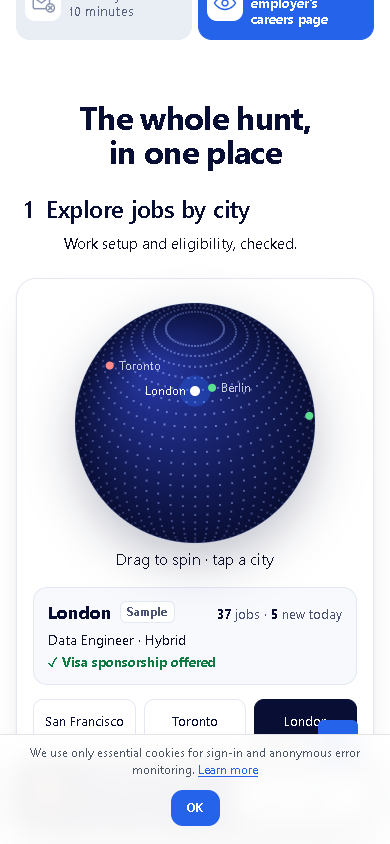 10 minutes
employer's
careers page
The whole hunt,
in one place
1 Explore jobs by city
Work setup and eligibility, checked.
Toronto
London
Berlin
Drag to spin · tap a city
London Sample 37 jobs · 5 new today
Data Engineer · Hybrid
✓ Visa sponsorship offered
San Francisco Toronto London
We use only essential cookies for sign-in and anonymous error
monitoring. Learn more
OK